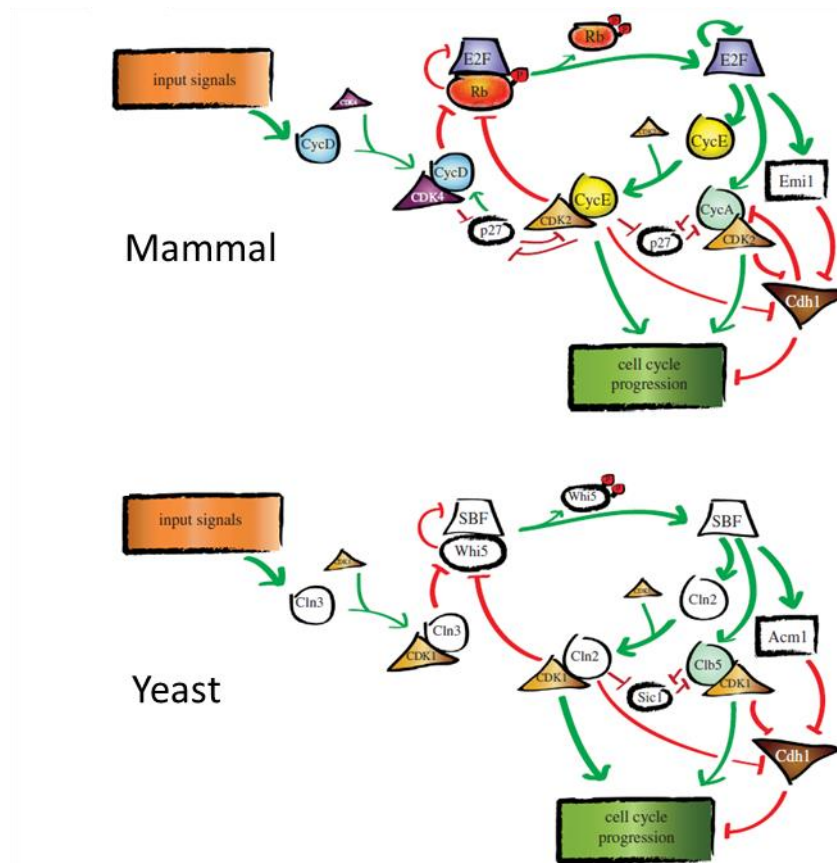 Rb
E2F
P
Rb
E2F
input signals
CDK4
CycD
CycE
CycD
CDK4
Emi1
CycE
CycA
p27
CDK2
p27
CDK2
Mammal
Cdh1
cell cycle
progression
Whi5
input signals
SBF
SBF
Whi5
Cln3
Cln2
Cln3
CDK1
Acm1
Cln2
Clb5
CDK1
CDK1
Sic1
Yeast
Cdh1
cell cycle
progression